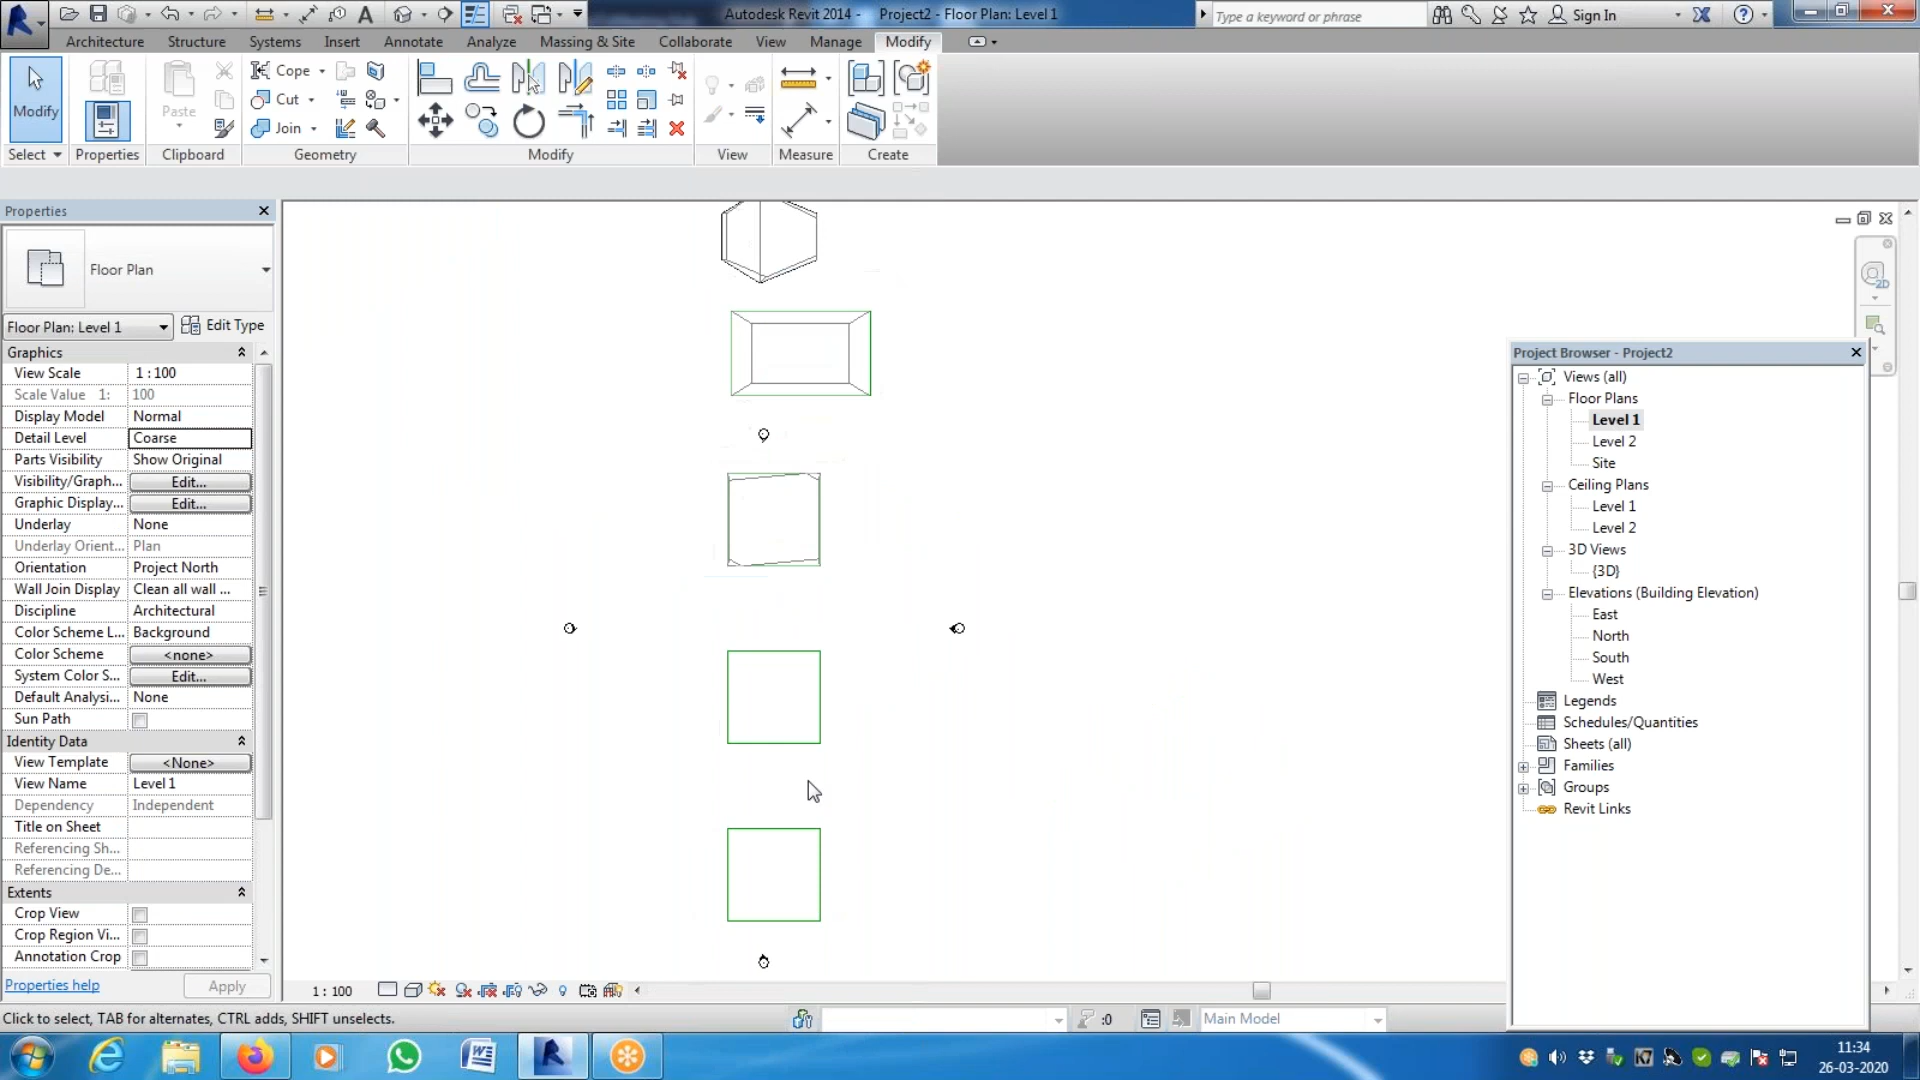 Autodesk Revit 2014 -    Project2 - Floor Plan: Level 1
Type a keyword or phrase
Sign In
Architecture Structure Systems Insert Annotate Analyze Massing & Site Collaborate View Manage Modify
Modify
Paste
Cope
Cut
Join
Select Properties Clipboard Geometry Modify View Measure Create
Properties
Floor Plan
Floor Plan: Level 1
Edit Type
Graphics
View Scale 1 : 100
Scale Value 1: 100
Display Model Normal
Detail Level Coarse
Parts Visibility Show Original
Visibility/Graph... Edit...
Graphic Display... Edit...
Underlay None
Underlay Orient... Plan
Orientation Project North
Wall Join Display Clean all wall ...
Discipline Architectural
Color Scheme L... Background
Color Scheme <none>
System Color S... Edit...
Default Analysi... None
Sun Path
Identity Data
View Template <None>
View Name Level 1
Dependency Independent
Title on Sheet
Referencing Sh...
Referencing De...
Extents
Crop View
Crop Region Vi...
Annotation Crop
Properties help
Apply
2D
Project Browser - Project2
Views (all)
Floor Plans
Level 1
Level 2
Site
Ceiling Plans
Level 1
Level 2
3D Views
{3D}
Elevations (Building Elevation)
East
North
South
West
Legends
Schedules/Quantities
Sheets (all)
Families
Groups
Revit Links
1 : 100
Click to select, TAB for alternates, CTRL adds, SHIFT unselects.
:0
Main Model
11:34
26-03-2020